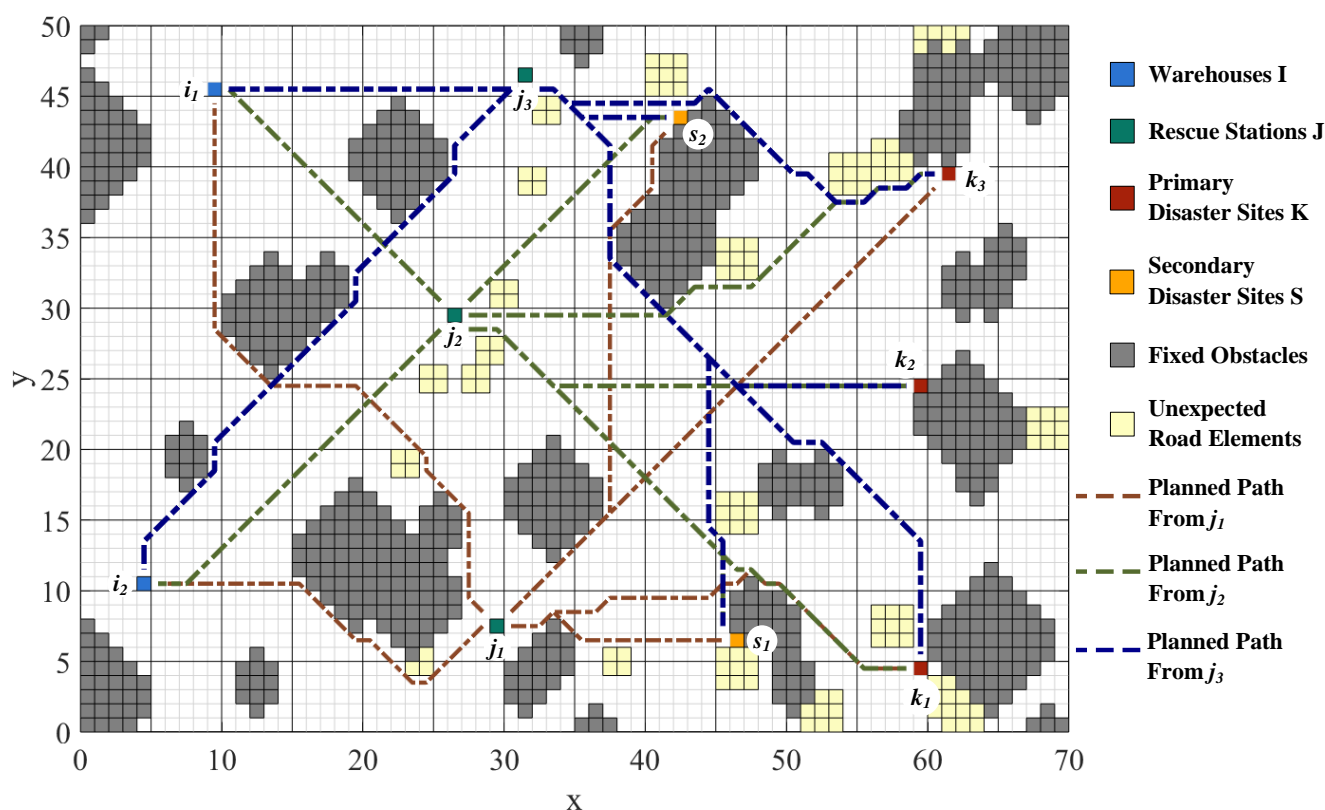 50
45
40
35
30
25
20
15
10
5
0
y
0
10
20
30
40
50
60
70
x
i1
j3
s2
k3
j2
k2
i2
j1
s1
k1
Warehouses I
Rescue Stations J
Primary
Disaster Sites K
Secondary
Disaster Sites S
Fixed Obstacles
Unexpected
Road Elements
Planned Path
From j1
Planned Path
From j2
Planned Path
From j3